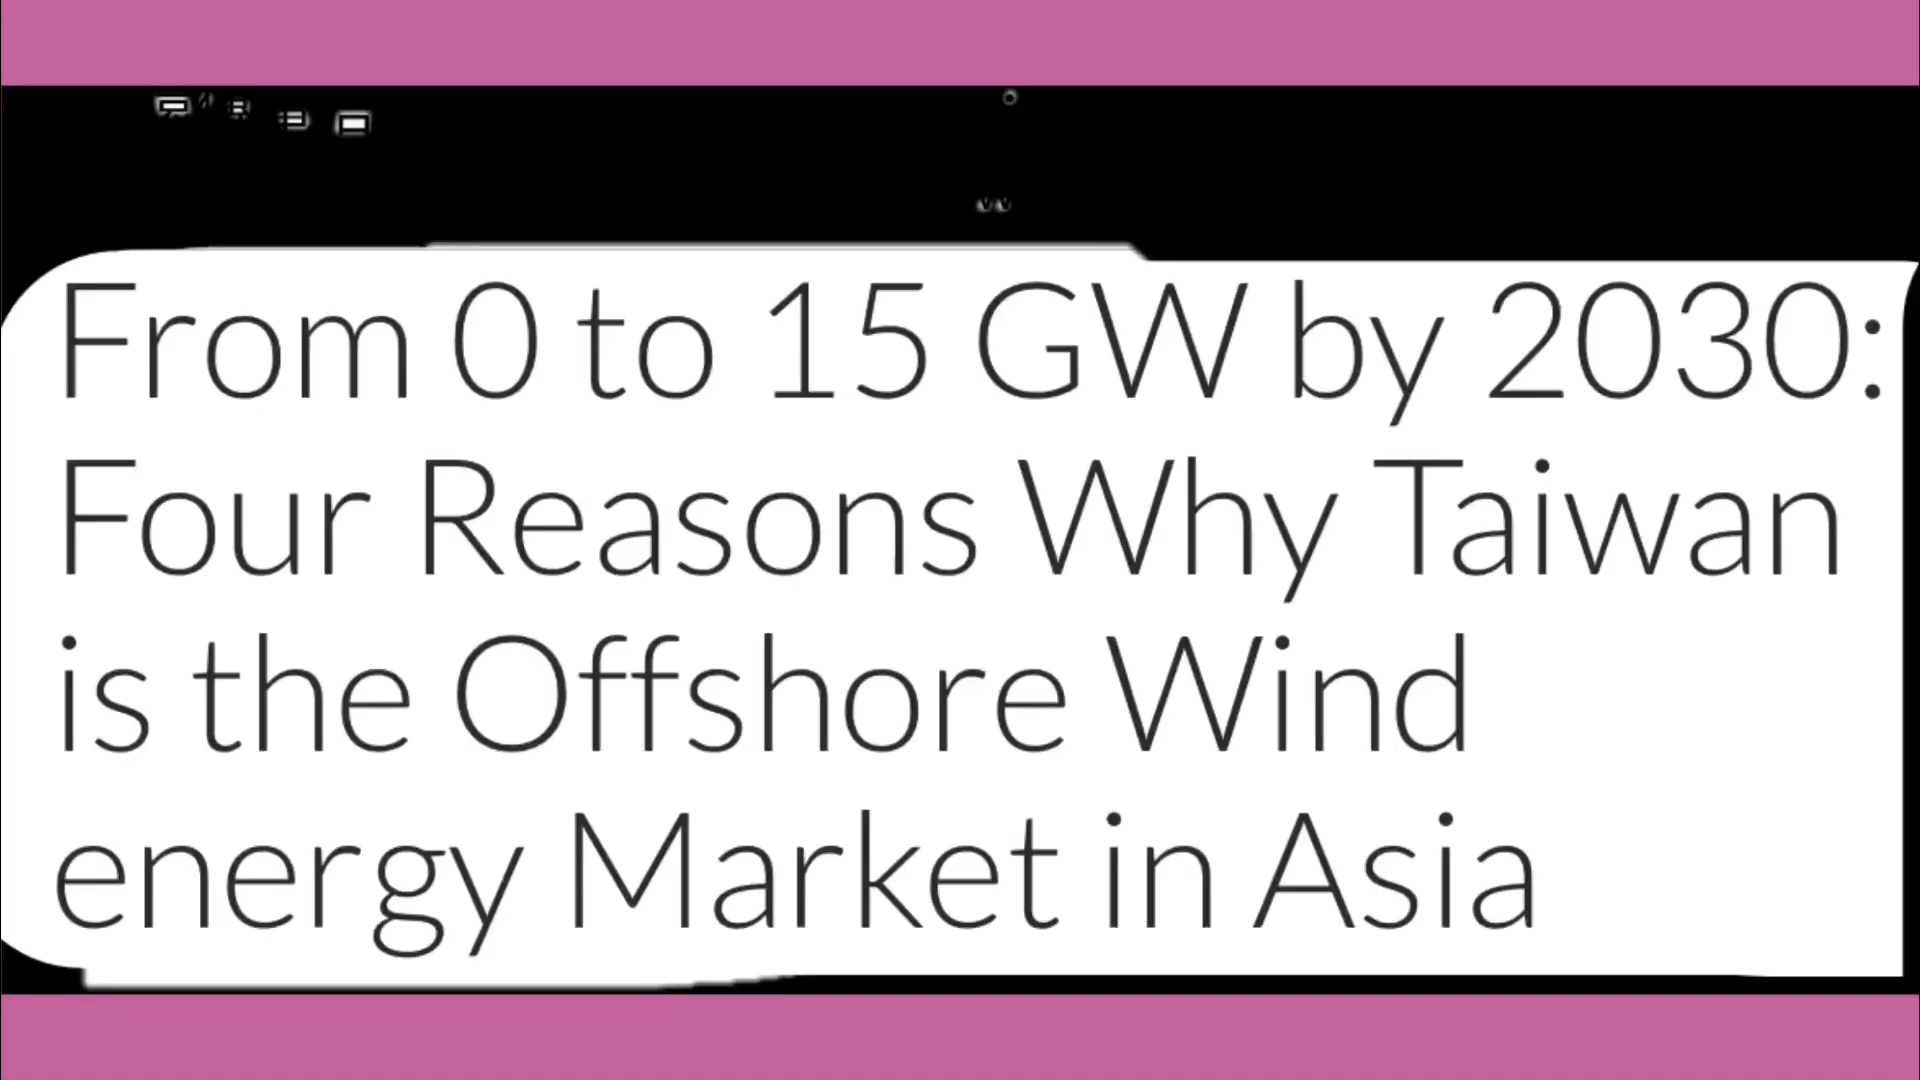 From 0 to 15 GW by 2030:
Four Reasons Why Taiwan
is the Offshore Wind
energy Market in Asia